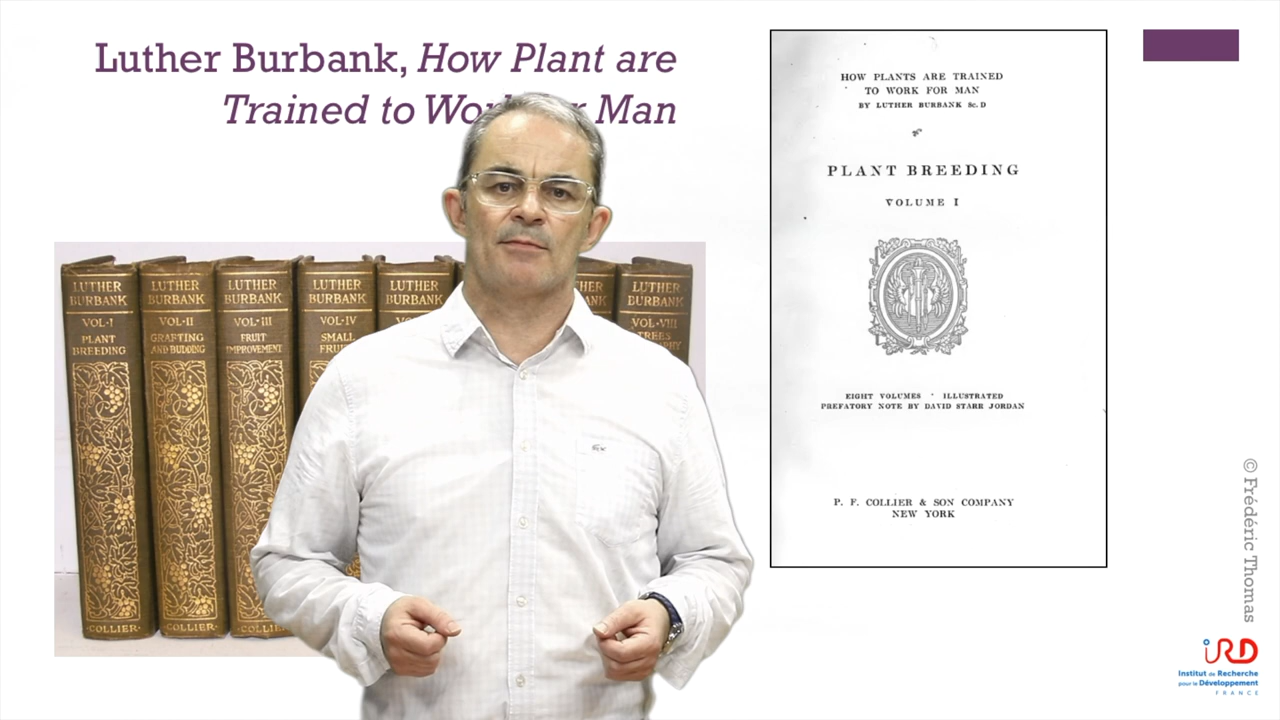 Luther Burbank, How Plant are
Trained to Wo Man
HOW PLANTS ARE TRAINED
TO WORK FOR MAN
BY LUTHER BURBANK Sc. D
PLANT BREEDING
VOLUME I
EIGHT VOLUMES · ILLUSTRATED
PREFATORY NOTE BY DAVID STARR JORDAN
P. F. COLLIER & SON COMPANY
NEW YORK
LUTHER
BURBANK
VOL·I
PLANT
BREEDING
COLLIER
LUTHER
BURBANK
VOL·II
GRAFTING
AND BUDDING
COLLIER
LUTHER
BURBANK
VOL·III
FRUIT
IMPROVEMENT
COLLIE
LUTHER
BURBANK
VOL·IV
SMALL
FRUI
LUTHER
BURBANK
VO
THER
BANK
LUTHER
BURBANK
VOL·VIII
TREES
© Frédéric Thomas
IRD
Institut de Recherche
pour le Développement
FRANCE